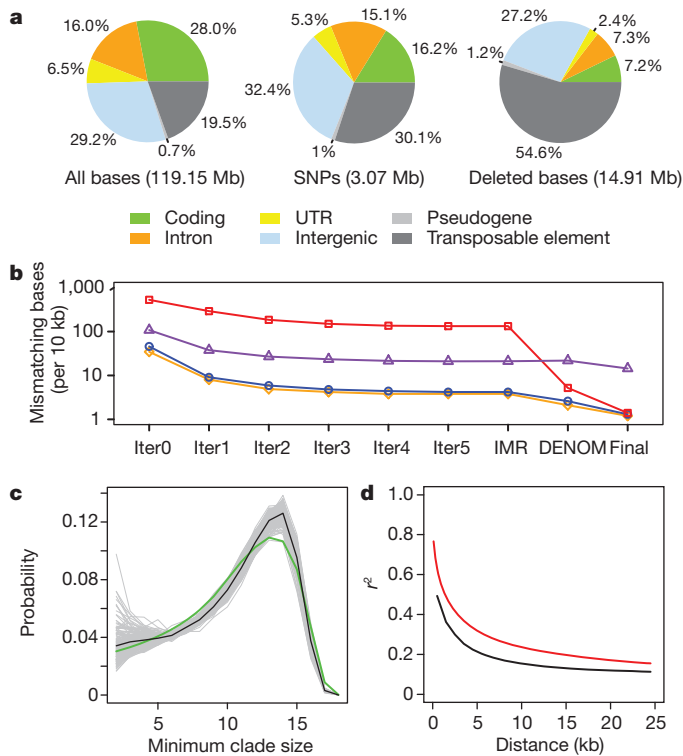 a
16.0%
28.0%
6.5%
29.2%
0.7%
19.5%
All bases (119.15 Mb)
5.3%
15.1%
16.2%
32.4%
1%
30.1%
SNPs (3.07 Mb)
27.2%
2.4%
7.3%
1.2%
7.2%
54.6%
Deleted bases (14.91 Mb)
Coding
UTR
Pseudogene
Intron
Intergenic
Transposable element
b
Mismatching bases
(per 10 kb)
1,000
100
10
1
Iter0 Iter1 Iter2 Iter3 Iter4 Iter5 IMR DENOM Final
c
Probability
0.12
0.08
0.04
0
5 10 15
Minimum clade size
d
r²
1.0
0.8
0.6
0.4
0.2
0
0 5 10 15 20 25
Distance (kb)